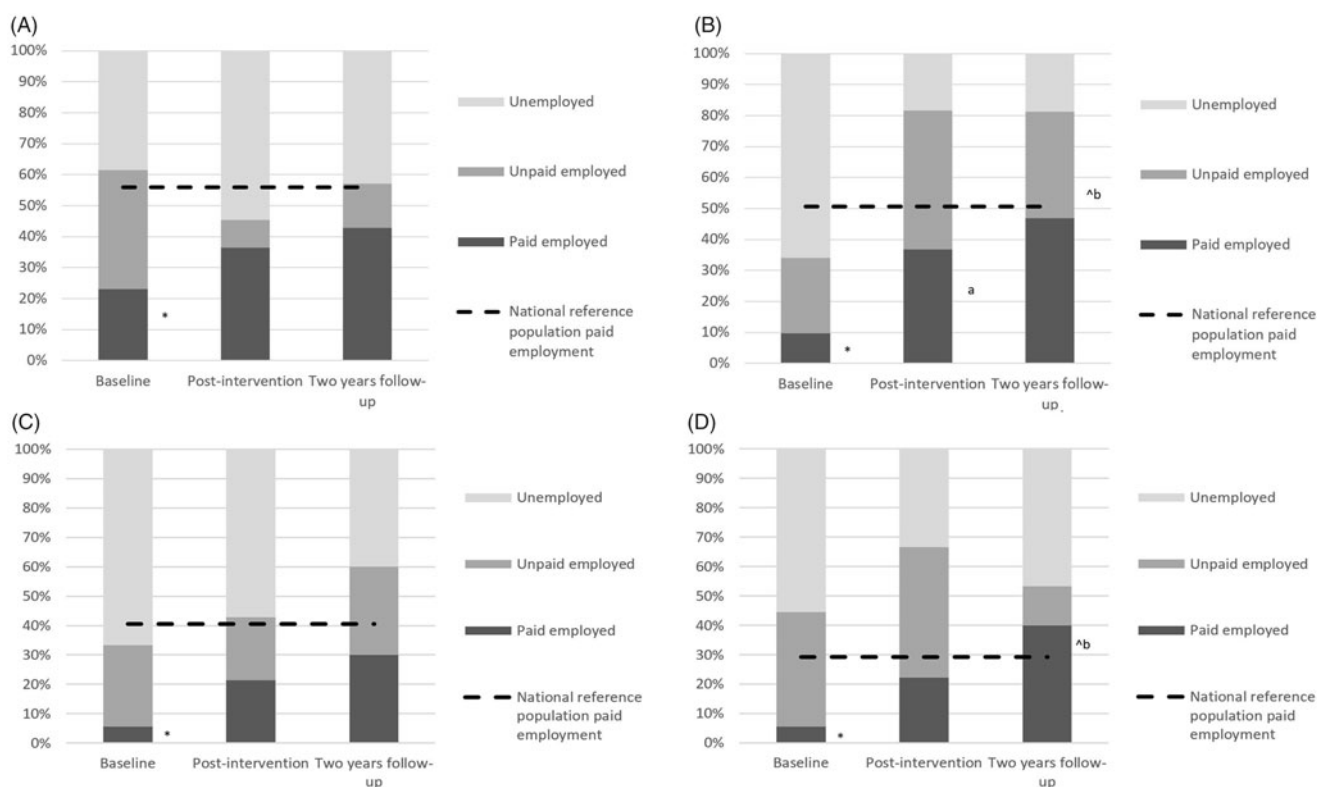 (A)
100%
90%
80%
70%
60%
50%
40%
30%
20%
10%
0%
*
Baseline
Post-intervention
Two years follow-
up
Unemployed
Unpaid employed
Paid employed
National reference
population paid
employment
(B)
100%
90%
80%
70%
60%
50%
40%
30%
20%
10%
0%
*
a
^b
Baseline
Post-intervention
Two years follow-
up
Unemployed
Unpaid employed
Paid employed
National reference
population paid
employment
(C)
100%
90%
80%
70%
60%
50%
40%
30%
20%
10%
0%
*
Baseline
Post-intervention
Two years follow-
up
Unemployed
Unpaid employed
Paid employed
National reference
population paid
employment
(D)
100%
90%
80%
70%
60%
50%
40%
30%
20%
10%
0%
*
^b
Baseline
Post-intervention
Two years follow-
up
Unemployed
Unpaid employed
Paid employed
National reference
population paid
employment